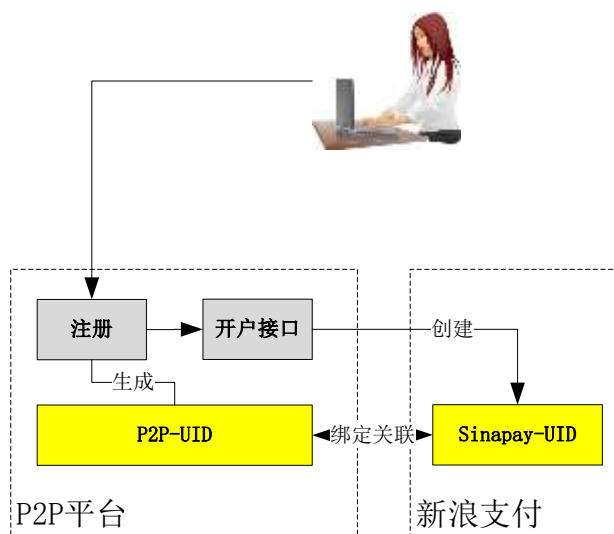 注册
开户接口
创建
生成
P2P-UID
绑定关联
Sinapay-UID
P2P平台
新浪支付